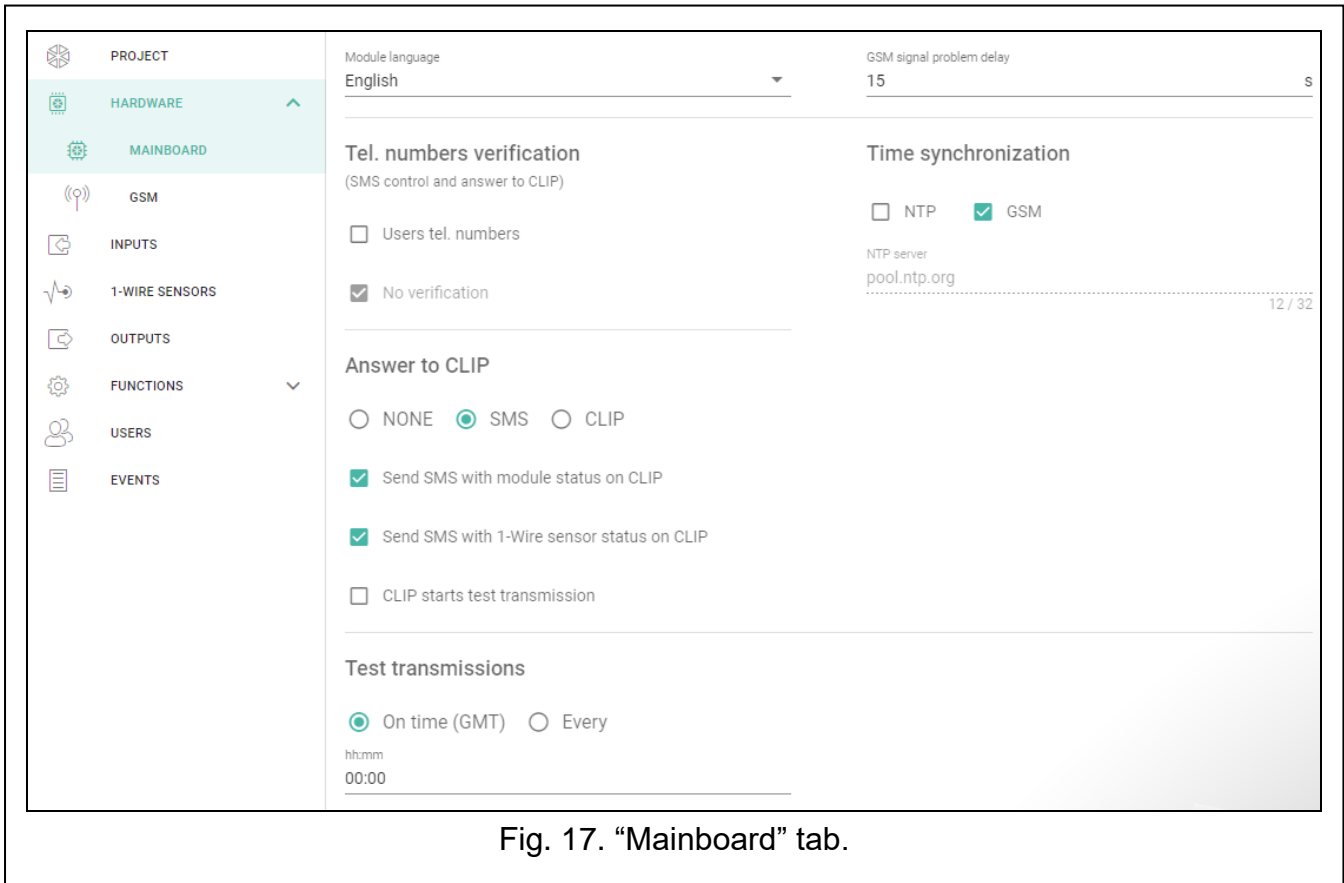 PROJECT
HARDWARE
MAINBOARD
GSM
INPUTS
1-WIRE SENSORS
OUTPUTS
FUNCTIONS
USERS
EVENTS
Module language
English
GSM signal problem delay
15 s
Tel. numbers verification
(SMS control and answer to CLIP)
Users tel. numbers
No verification
Time synchronization
NTP GSM
NTP server
pool.ntp.org
12 / 32
Answer to CLIP
NONE SMS CLIP
Send SMS with module status on CLIP
Send SMS with 1-Wire sensor status on CLIP
CLIP starts test transmission
Test transmissions
On time (GMT) Every
hh:mm
00:00
Fig. 17. “Mainboard” tab.